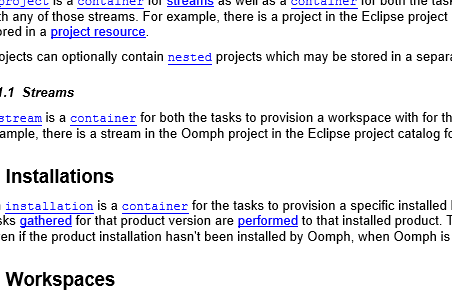 project is a container for streams as well as a container for both the tas
th any of those streams. For example, there is a project in the Eclipse project
ored in a project resource.
ojects can optionally contain nested projects which may be stored in a separa
.1 Streams
stream is a container for both the tasks to provision a workspace with for th
ample, there is a stream in the Oomph project in the Eclipse project catalog fo
Installations
installation is a container for the tasks to provision a specific installed
sks gathered for that product version are performed to that installed product. T
en if the product installation hasn't been installed by Oomph, when Oomph is
Workspaces